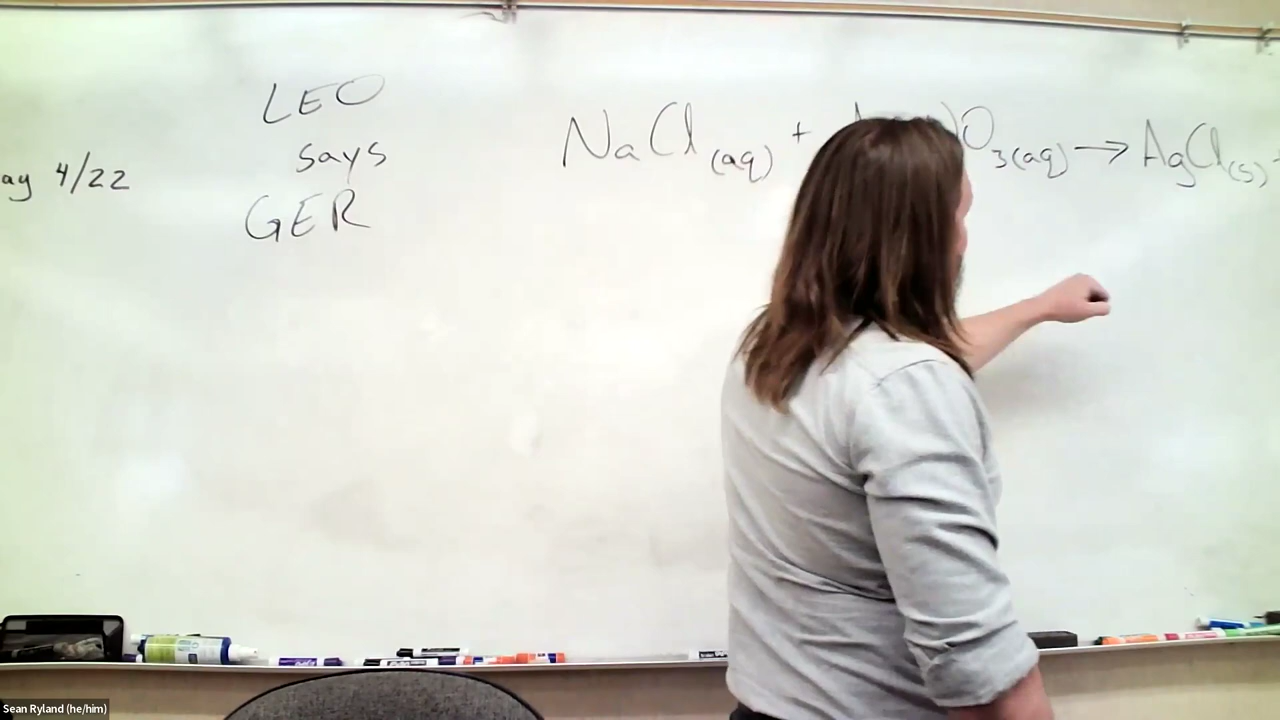 LEO
says
GER
ay 4/22
NaCl(aq) + O3(aq) → AgCl(s)
Sean Ryland (he/him)